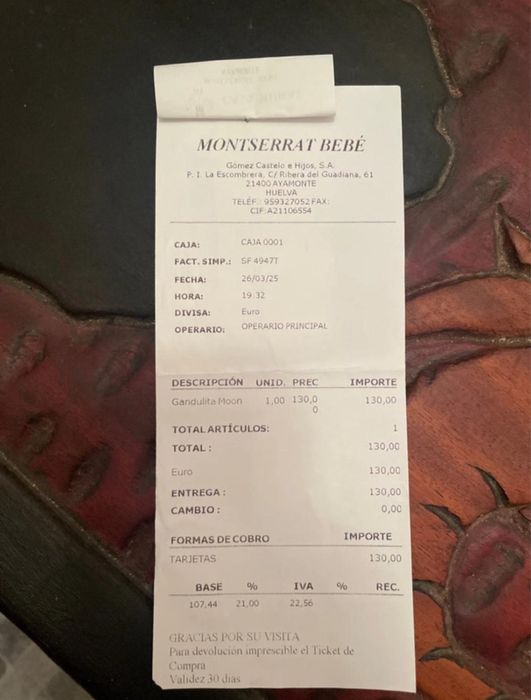 MONTSERRAT BEBÉ
Gómez Castelo e Hijos, S.A.
P. I. La Escombrera, C/ Ribera del Guadiana, 61
21400 AYAMONTE
HUELVA
TELÉF.: 959327052 FAX:
CIF:A21106554
CAJA: CAJA 0001
FACT. SIMP.: SF 4947T
FECHA: 26/03/25
HORA: 19:32
DIVISA: Euro
OPERARIO: OPERARIO PRINCIPAL
DESCRIPCIÓN UNID. PREC IMPORTE
Gandulita Moon 1,00 130,0 130,00
0
TOTAL ARTÍCULOS: 1
TOTAL : 130,00
Euro 130,00
ENTREGA : 130,00
CAMBIO : 0,00
FORMAS DE COBRO IMPORTE
TARJETAS 130,00
BASE % IVA % REC.
107,44 21,00 22,56
GRACIAS POR SU VISITA
Para devolución imprescible el Ticket de
Compra
Validez 30 dias